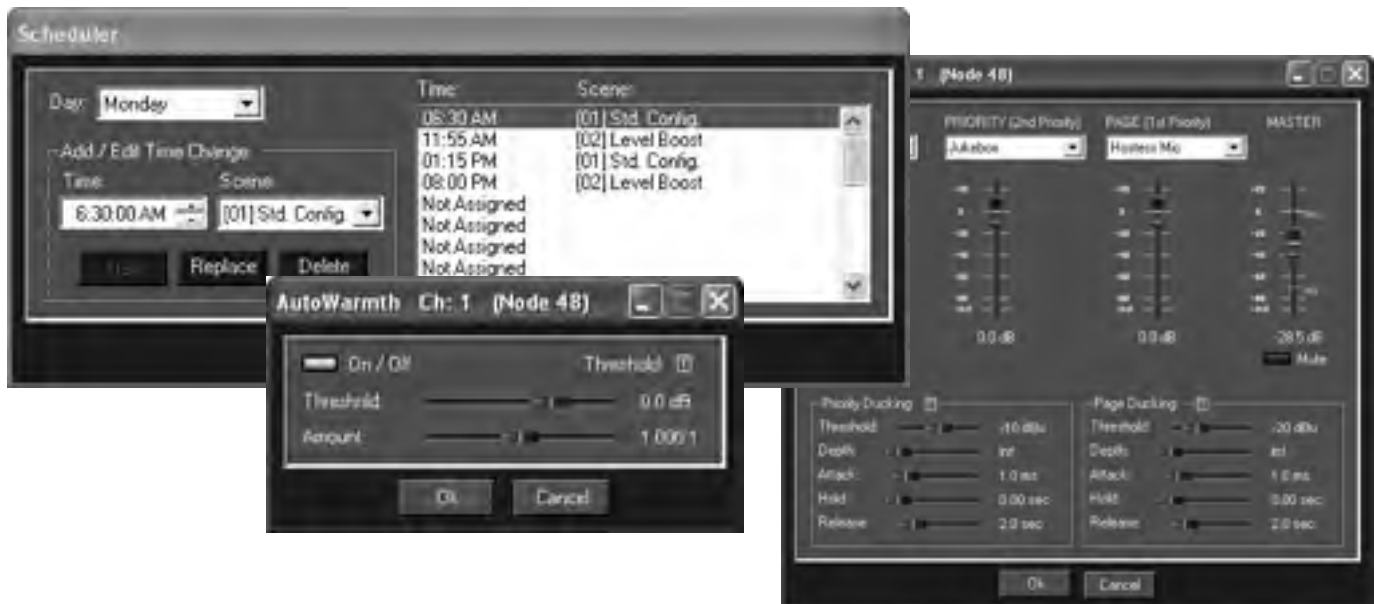 Scheduler
Day: Monday
Add / Edit Time Change
Time: Scene:
6:30:00 AM [01] Std. Config.
Replace Delete
Time: Scene:
06:30 AM [01] Std. Config.
11:55 AM [02] Level Boost
01:15 PM [01] Std. Config.
08:00 PM [02] Level Boost
Not Assigned
Not Assigned
Not Assigned
Not Assigned
AutoWarmth Ch: 1 (Node 48)
On / Off Threshold
Threshold 0.0 dB
Amount 1.000:1
Ok Cancel
1 (Node 48)
PRIORITY (2nd Priority) PAGE (1st Priority) MASTER
Jukebox Hostess Mic
0.0 dB 0.0 dB -28.5 dB
Mute
Priority Ducking
Threshold: -10 dBu
Depth: Inf
Attack: 1.0 ms
Hold: 0.00 sec
Release: 2.0 sec
Page Ducking
Threshold: -20 dBu
Depth: Inf
Attack: 1.0 ms
Hold: 0.00 sec
Release: 2.0 sec
Ok Cancel